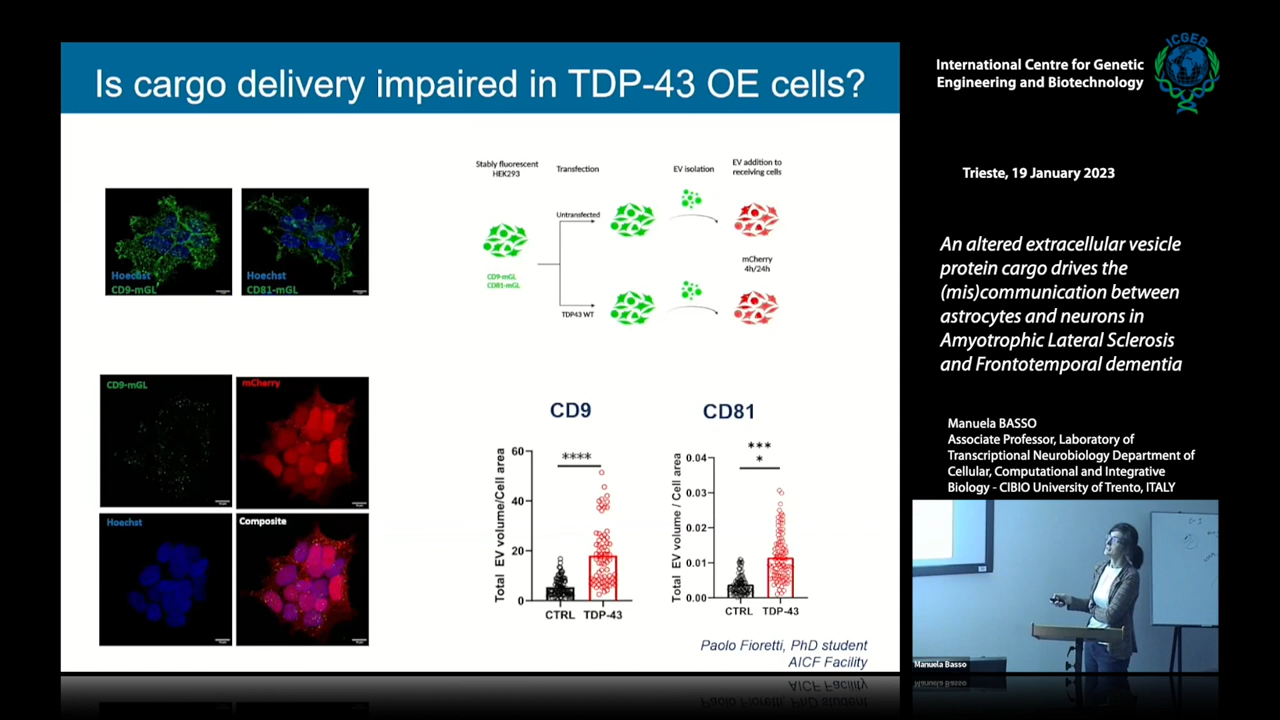 Is cargo delivery impaired in TDP-43 OE cells?
Hoechst
CD9-mGL
Hoechst
CD81-mGL
CD9-mGL
mCherry
Hoechst
Composite
Stably fluorescent
HEK293
Transfection
EV isolation
EV addition to
receiving cells
Untransfected
CD9-mGL
CD81-mGL
TDP43 WT
mCherry
4h/24h
CD9
Total EV volume/Cell area
60
40
20
0
****
CTRL
TDP-43
CD81
Total EV volume / Cell area
0.04
0.03
0.02
0.01
0.00
***
*
CTRL
TDP-43
Paolo Fioretti, PhD student
AICF Facility
International Centre for Genetic
Engineering and Biotechnology
ICGEB
Trieste, 19 January 2023
An altered extracellular vesicle
protein cargo drives the
(mis)communication between
astrocytes and neurons in
Amyotrophic Lateral Sclerosis
and Frontotemporal dementia
Manuela BASSO
Associate Professor, Laboratory of
Transcriptional Neurobiology Department of
Cellular, Computational and Integrative
Biology - CIBIO University of Trento, ITALY
Manuela Basso